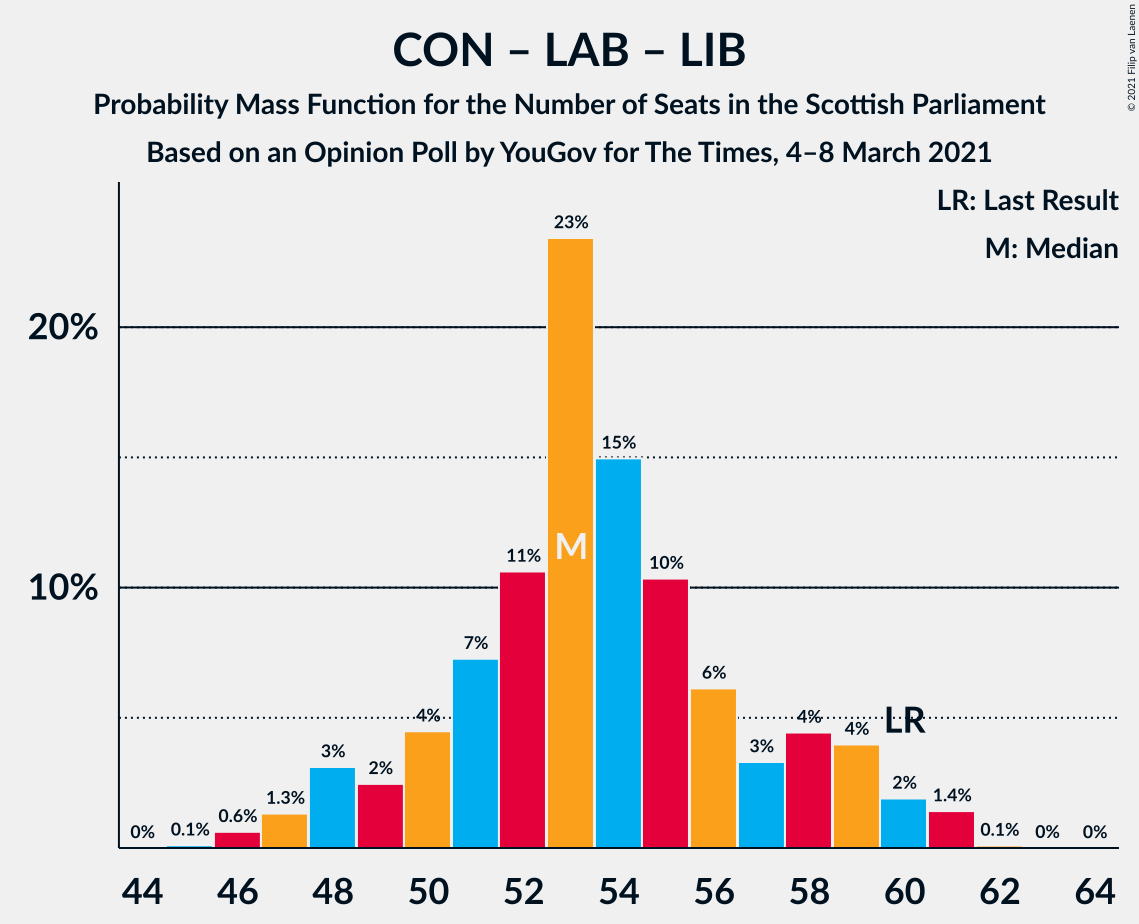 CON – LAB – LIB
Probability Mass Function for the Number of Seats in the Scottish Parliament
Based on an Opinion Poll by YouGov for The Times, 4–8 March 2021
© 2021 Filip van Laenen
LR: Last Result
M: Median
20%
10%
0%
0.1%
0.6%
1.3%
3%
2%
4%
7%
11%
23%
M
15%
10%
6%
3%
4%
4%
LR
2%
1.4%
0.1%
0%
0%
44 46 48 50 52 54 56 58 60 62 64